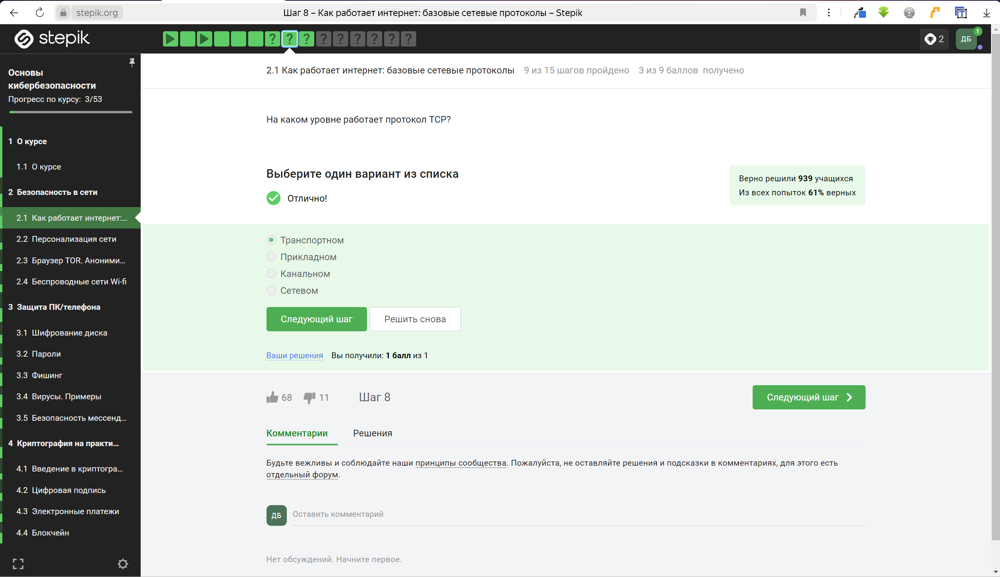 stepik.org
Шаг 8 – Как работает интернет: базовые сетевые протоколы – Stepik
stepik
? ? ? ? ? ? ? ? ?
2
ДБ
1
Основы
кибербезопасности
Прогресс по курсу: 3/53
1 О курсе
1.1 О курсе
2 Безопасность в сети
2.1 Как работает интернет:...
2.2 Персонализация сети
2.3 Браузер TOR. Аноними...
2.4 Беспроводные сети Wi-fi
3 Защита ПК/телефона
3.1 Шифрование диска
3.2 Пароли
3.3 Фишинг
3.4 Вирусы. Примеры
3.5 Безопасность мессенд...
4 Криптография на практи...
4.1 Введение в криптогра...
4.2 Цифровая подпись
4.3 Электронные платежи
4.4 Блокчейн
2.1 Как работает интернет: базовые сетевые протоколы 9 из 15 шагов пройдено 3 из 9 баллов получено
На каком уровне работает протокол TCP?
Выберите один вариант из списка
Отлично!
Верно решили 939 учащихся
Из всех попыток 61% верных
Транспортном
Прикладном
Канальном
Сетевом
Следующий шаг
Решить снова
Ваши решения Вы получили: 1 балл из 1
68 11 Шаг 8
Следующий шаг
Комментарии Решения
Будьте вежливы и соблюдайте наши принципы сообщества. Пожалуйста, не оставляйте решения и подсказки в комментариях, для этого есть
отдельный форум.
ДБ
Оставить комментарий
Нет обсуждений. Начните первое.